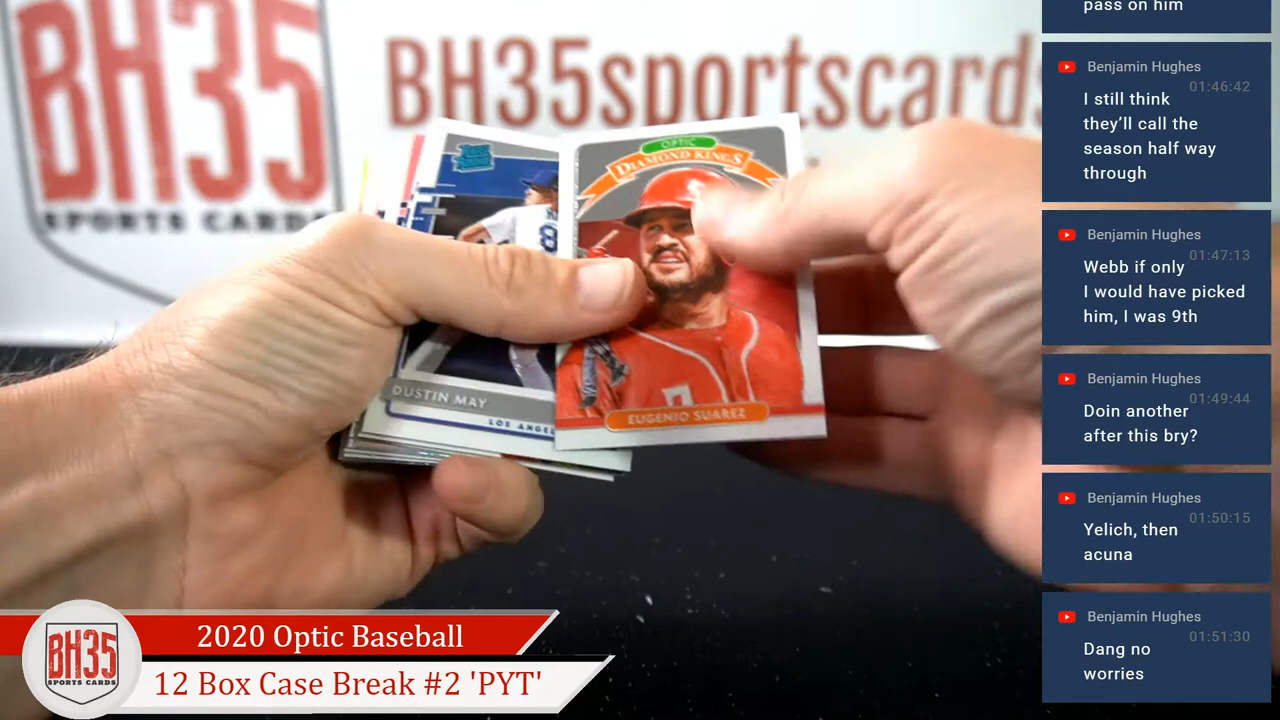 BH35
SPORTS CARDS
BH35sportscards
OPTIC
DIAMOND KINGS
8
DUSTIN MAY
LOS ANGEL
EUGENIO SUAREZ
pass on him
Benjamin Hughes
01:46:42
I still think
they'll call the
season half way
through
Benjamin Hughes
01:47:13
Webb if only
I would have picked
him, I was 9th
Benjamin Hughes
01:49:44
Doin another
after this bry?
Benjamin Hughes
01:50:15
Yelich, then
acuna
Benjamin Hughes
01:51:30
Dang no
worries
BH35
SPORTS CARDS
2020 Optic Baseball
12 Box Case Break #2 'PYT'